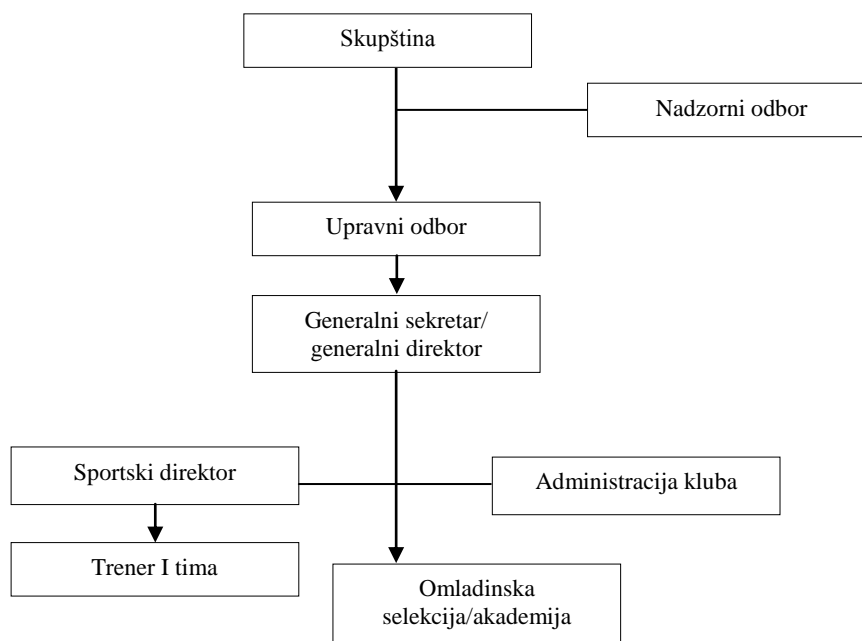 Skupština
Nadzorni odbor
Upravni odbor
Generalni sekretar/
generalni direktor
Sportski direktor
Administracija kluba
Trener I tima
Omladinska
selekcija/akademija